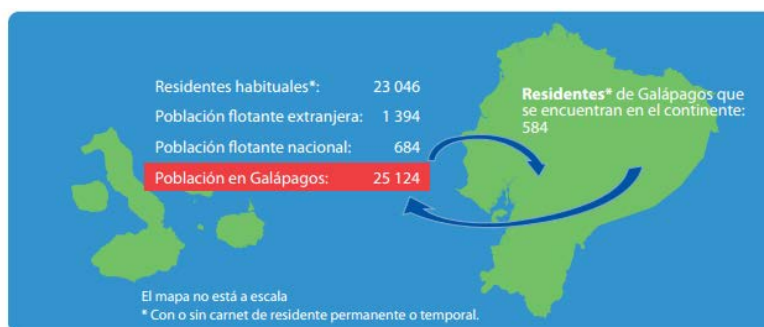 Residentes habituales*: 23 046
Población flotante extranjera: 1 394
Población flotante nacional: 684
Población en Galápagos: 25 124
Residentes* de Galápagos que
se encuentran en el continente:
584
El mapa no está a escala
* Con o sin carnet de residente permanente o temporal.